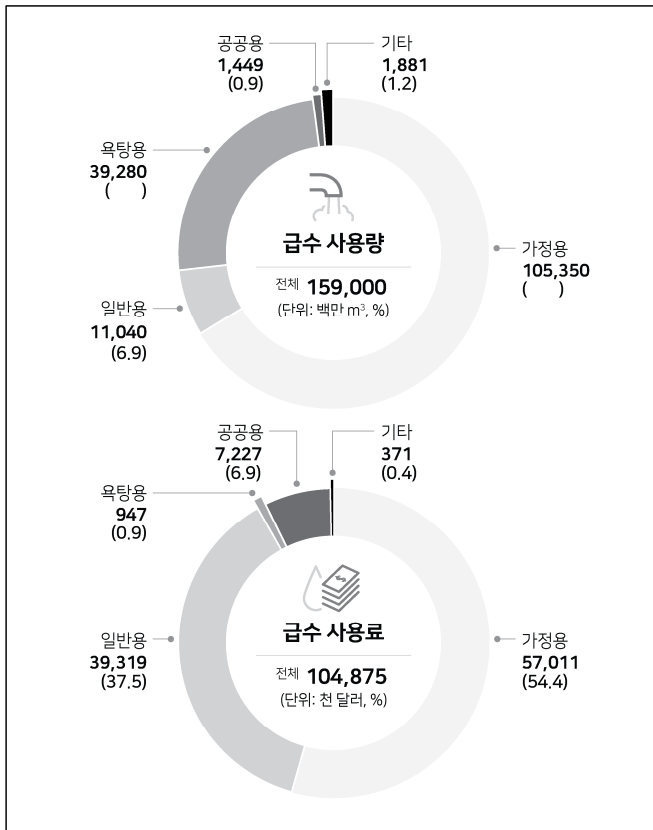 공공용
1,449
(0.9)
기타
1,881
(1.2)
욕탕용
39,280
(      )
가정용
105,350
(      )
일반용
11,040
(6.9)
급수 사용량
전체 159,000
(단위: 백만 m³, %)
공공용
7,227
(6.9)
기타
371
(0.4)
욕탕용
947
(0.9)
일반용
39,319
(37.5)
가정용
57,011
(54.4)
$
급수 사용료
전체 104,875
(단위: 천 달러, %)